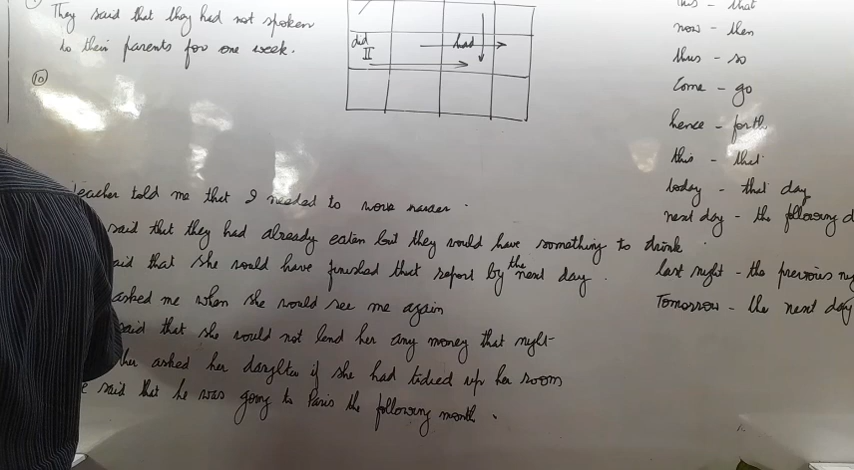 They said that they had not spoken
to their parents for one week.
did
II
had
10
teacher told me that I needed to work harder.
said that they had already eaten but they would have something to drink.
said that she would have finished that report by the next day.
asked me when she would see me again
said that she would not lend her any money that night
her asked her daughter if she had tidied up her room
said that he was going to Paris the following month.
this - that
now - then
thus - so
Come - go
hence - forth
this - that
today - that day
next day - the following d
last night - the previous nig
Tomorrow - the next day